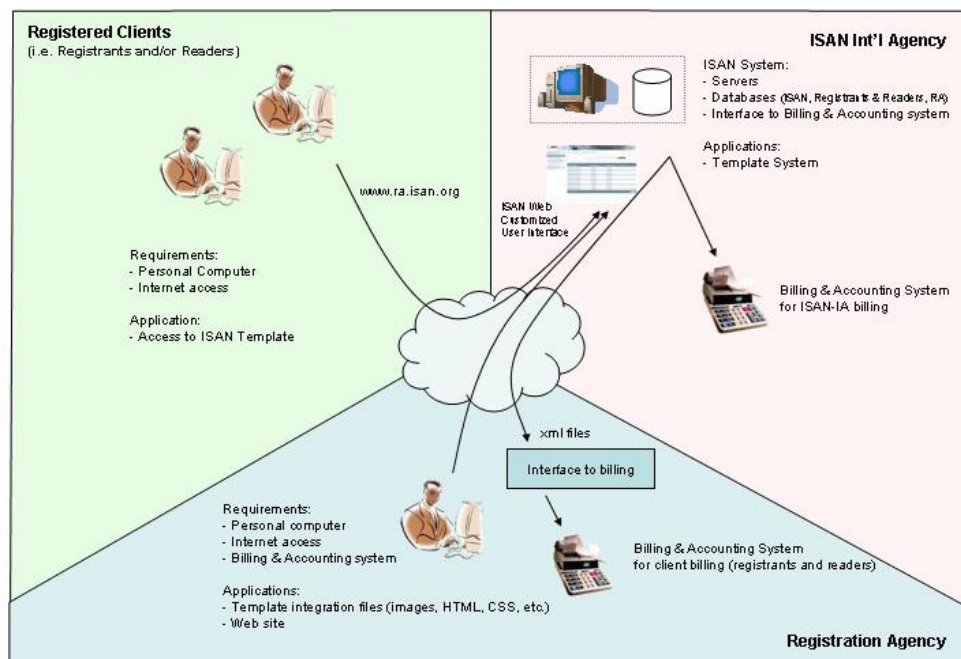 Registered Clients
(i.e. Registrants and/or Readers)
www.ra.isan.org
Requirements:
- Personal Computer
- Internet access
Application:
- Access to ISAN Template
ISAN Int'l Agency
ISAN System:
- Servers
- Databases (ISAN, Registrants & Readers, RA)
- Interface to Billing & Accounting system
Applications:
- Template System
ISAN Web
Customized
User Interface
Billing & Accounting System
for ISAN-IA billing
xml files
Interface to billing
Requirements:
- Personal computer
- Internet access
- Billing & Accounting system
Applications:
- Template integration files (images, HTML, CSS, etc.)
- Web site
Billing & Accounting System
for client billing (registrants and readers)
Registration Agency